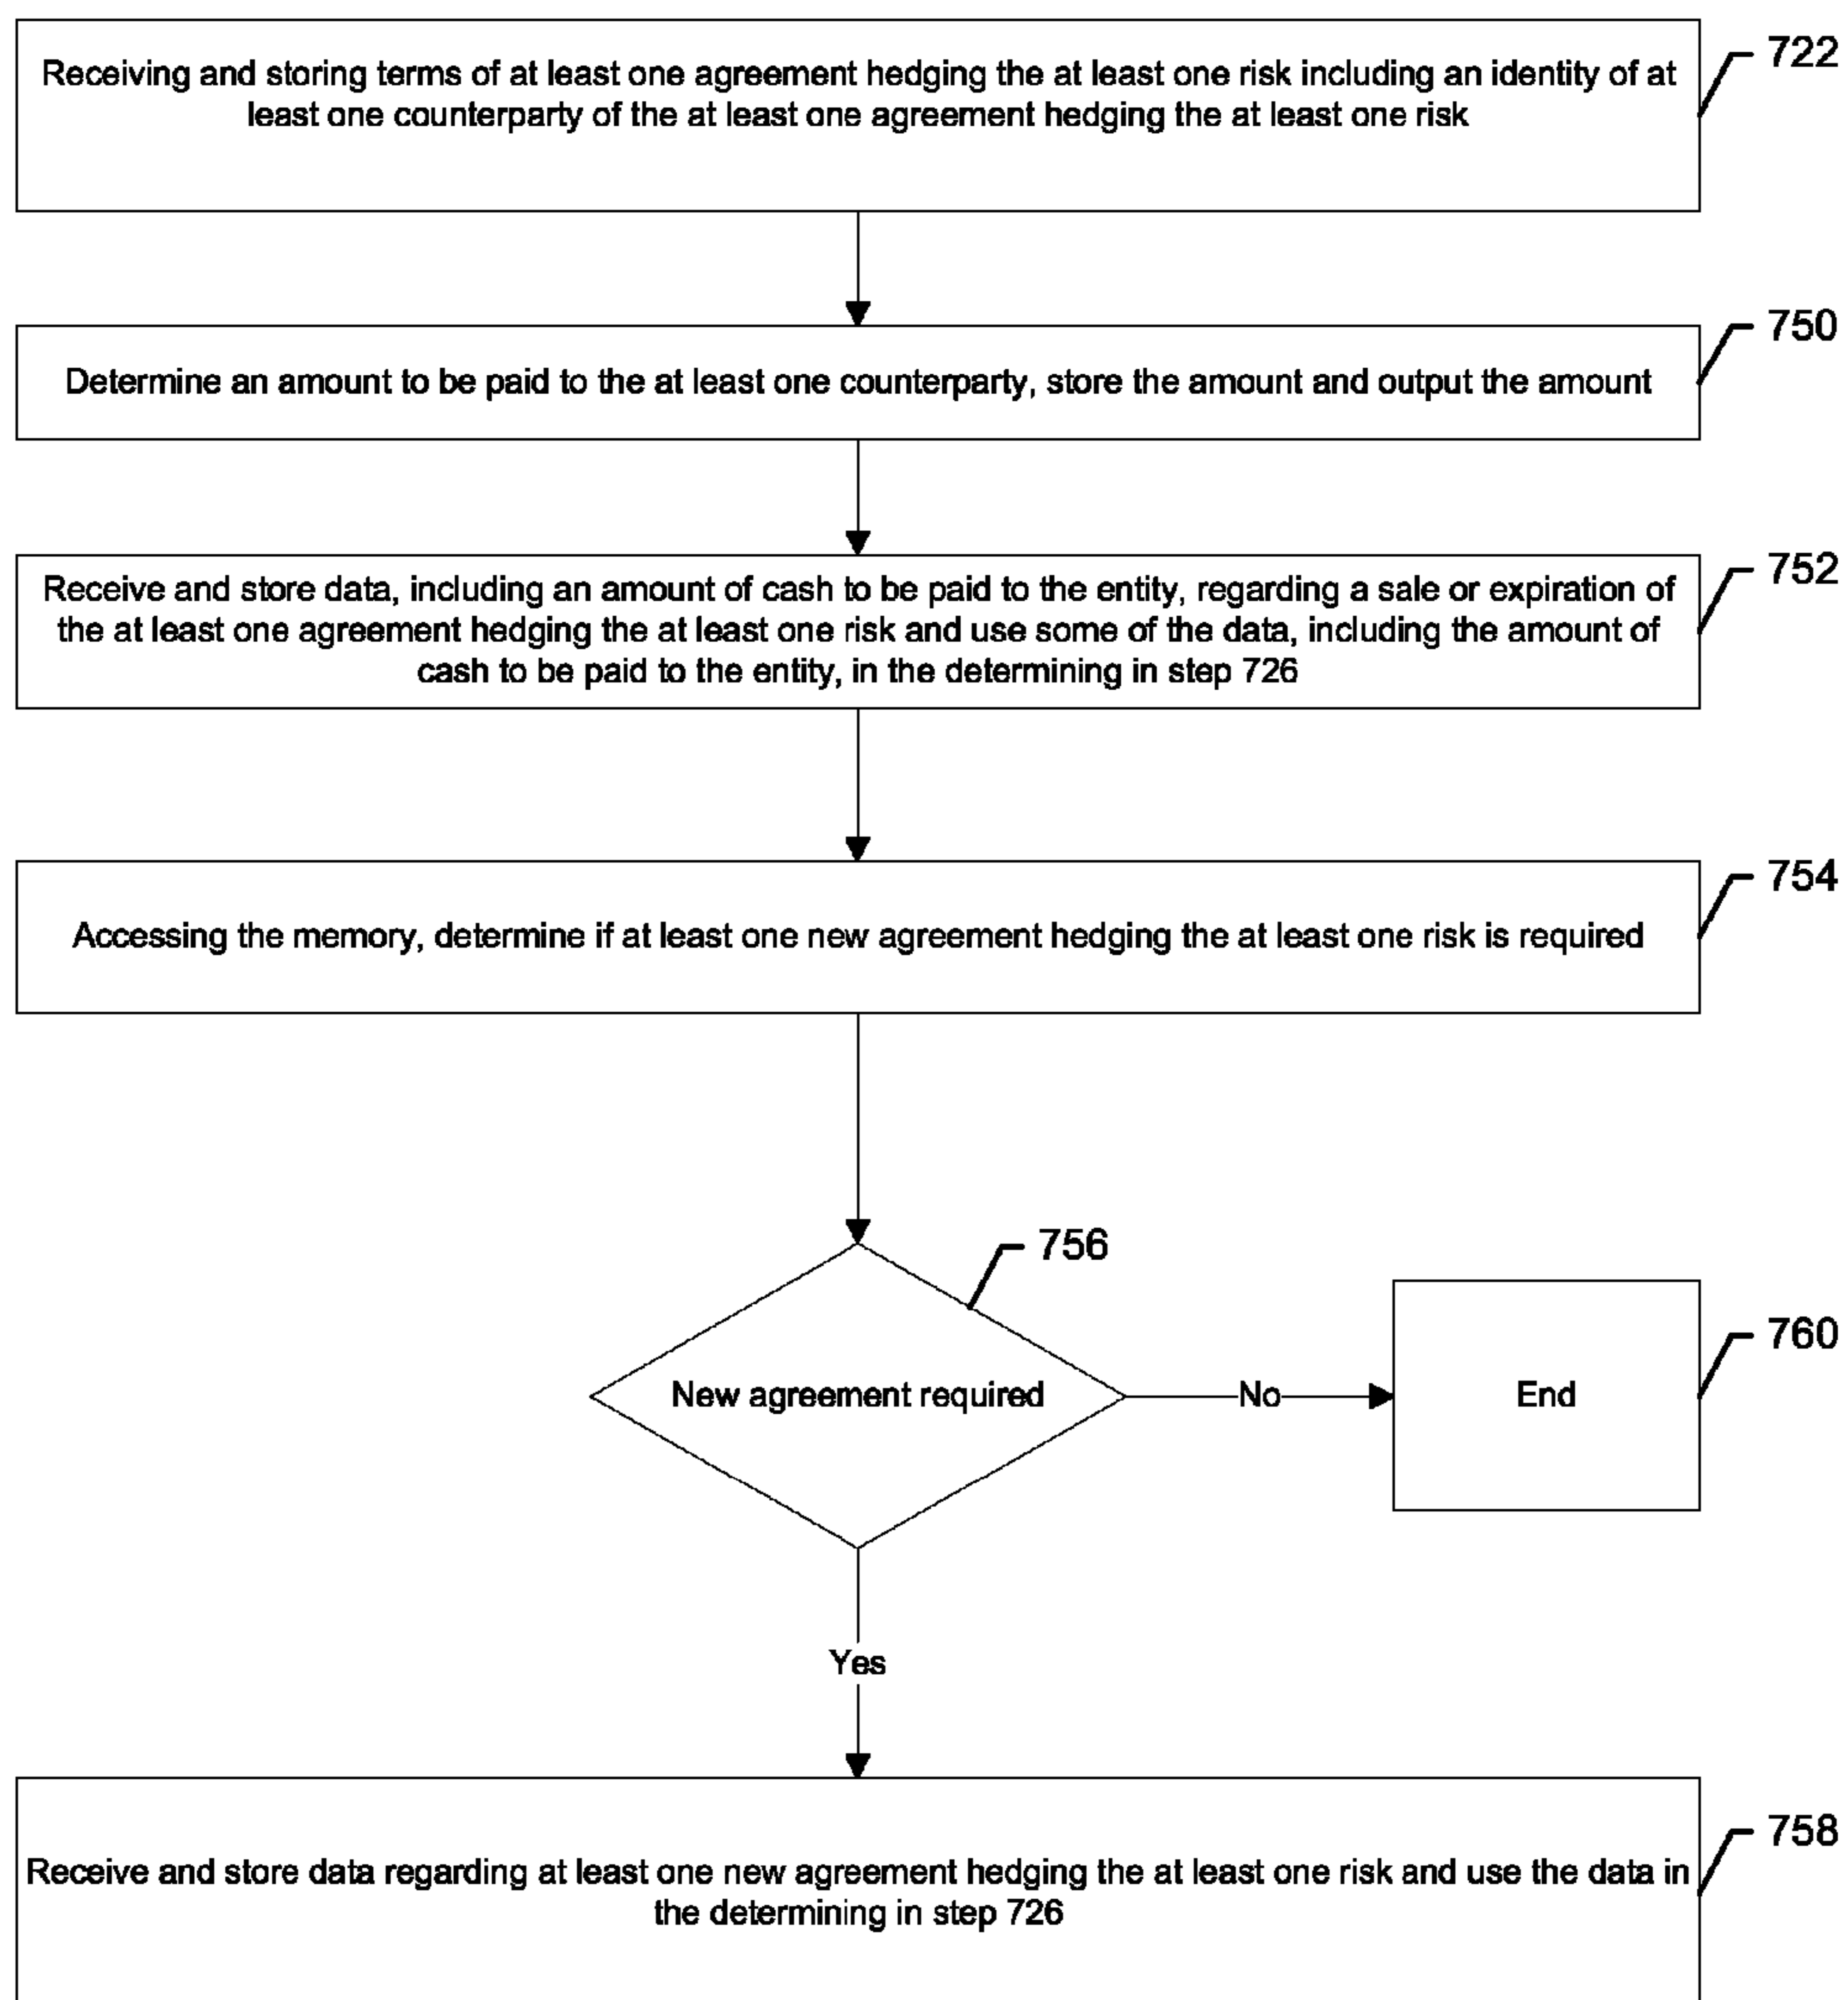 722
Receiving and storing terms of at least one agreement hedging the at least one risk including an identity of at
least one counterparty of the at least one agreement hedging the at least one risk
750
Determine an amount to be paid to the at least one counterparty, store the amount and output the amount
752
Receive and store data, including an amount of cash to be paid to the entity, regarding a sale or expiration of
the at least one agreement hedging the at least one risk and use some of the data, including the amount of
cash to be paid to the entity, in the determining in step 726
754
Accessing the memory, determine if at least one new agreement hedging the at least one risk is required
756
New agreement required
No
760
End
Yes
758
Receive and store data regarding at least one new agreement hedging the at least one risk and use the data in
the determining in step 726